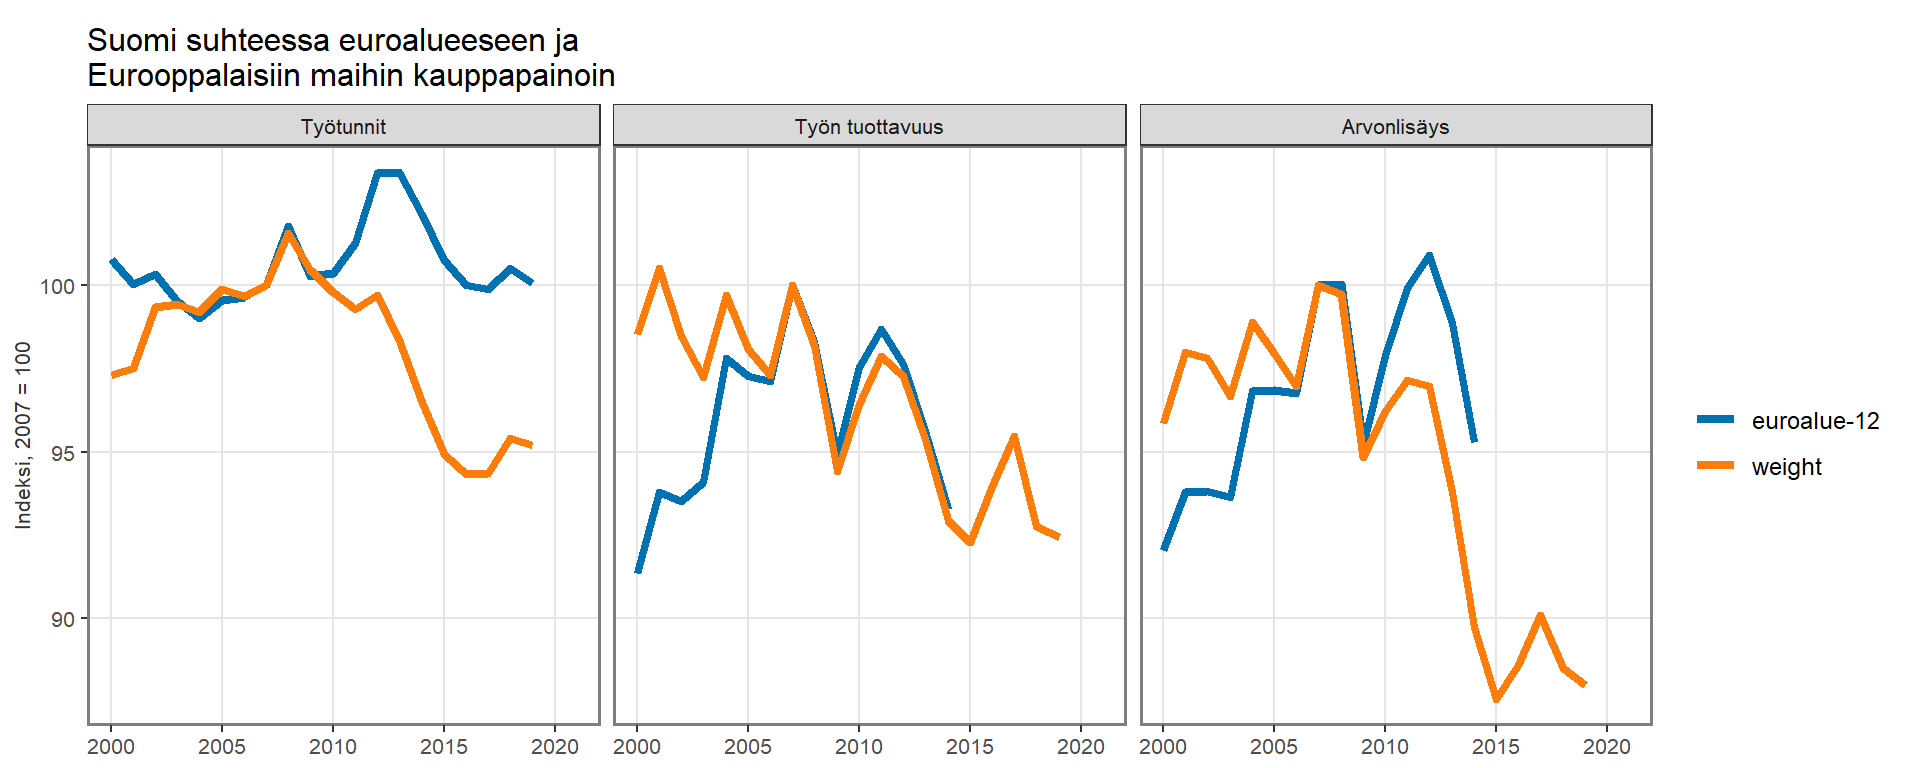 Suomi suhteessa euroalueeseen ja
Eurooppalaisiin maihin kauppapainoin
Työtunnit
Työn tuottavuus
Arvonlisäys
Indeksi, 2007 = 100
100
95
90
2000 2005 2010 2015 2020
2000 2005 2010 2015 2020
2000 2005 2010 2015 2020
euroalue-12
weight